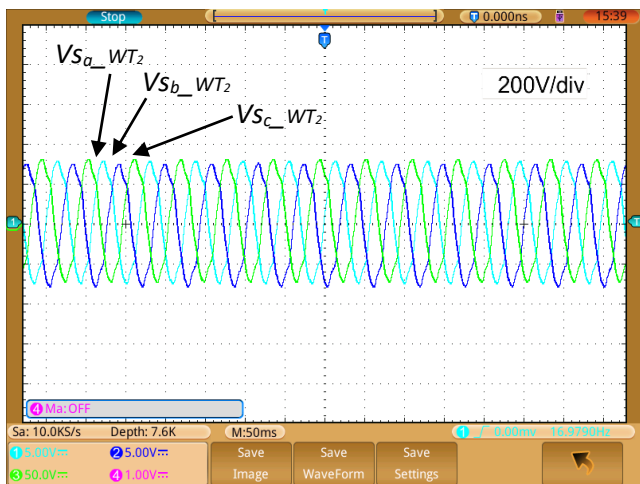 Stop
T
T 0.000ns
15:39
T
Vsa_WT2
Vsb_WT2
Vsc_WT2
200V/div
1
T
4 Ma:OFF
Sa: 10.0KS/s
Depth: 7.6K
M:50ms
1 0.00mv 16.9790Hz
1 5.00V
2 5.00V
3 50.0V
4 1.00V
Save
Image
Save
WaveForm
Save
Settings